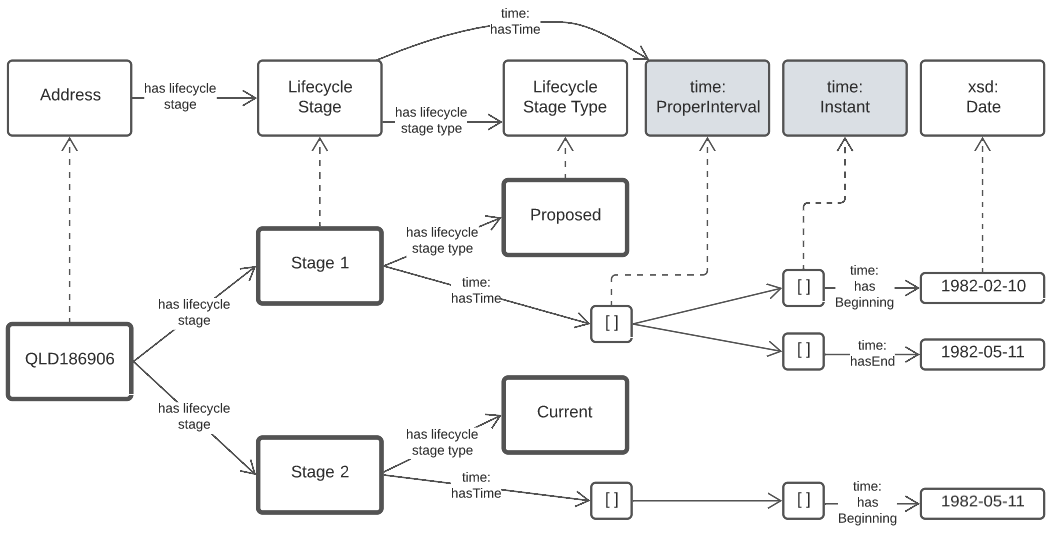 time:
hasTime
Address
has lifecycle
stage
Lifecycle
Stage
has lifecycle
stage type
Lifecycle
Stage Type
time:
ProperInterval
time:
Instant
xsd:
Date
Proposed
has lifecycle
stage type
Stage 1
time:
hasTime
[ ]
[ ]
time:
has
Beginning
1982-02-10
has lifecycle
stage
QLD186906
[ ]
time:
hasEnd
1982-05-11
has lifecycle
stage
Current
has lifecycle
stage type
Stage 2
time:
hasTime
[ ]
[ ]
time:
has
Beginning
1982-05-11